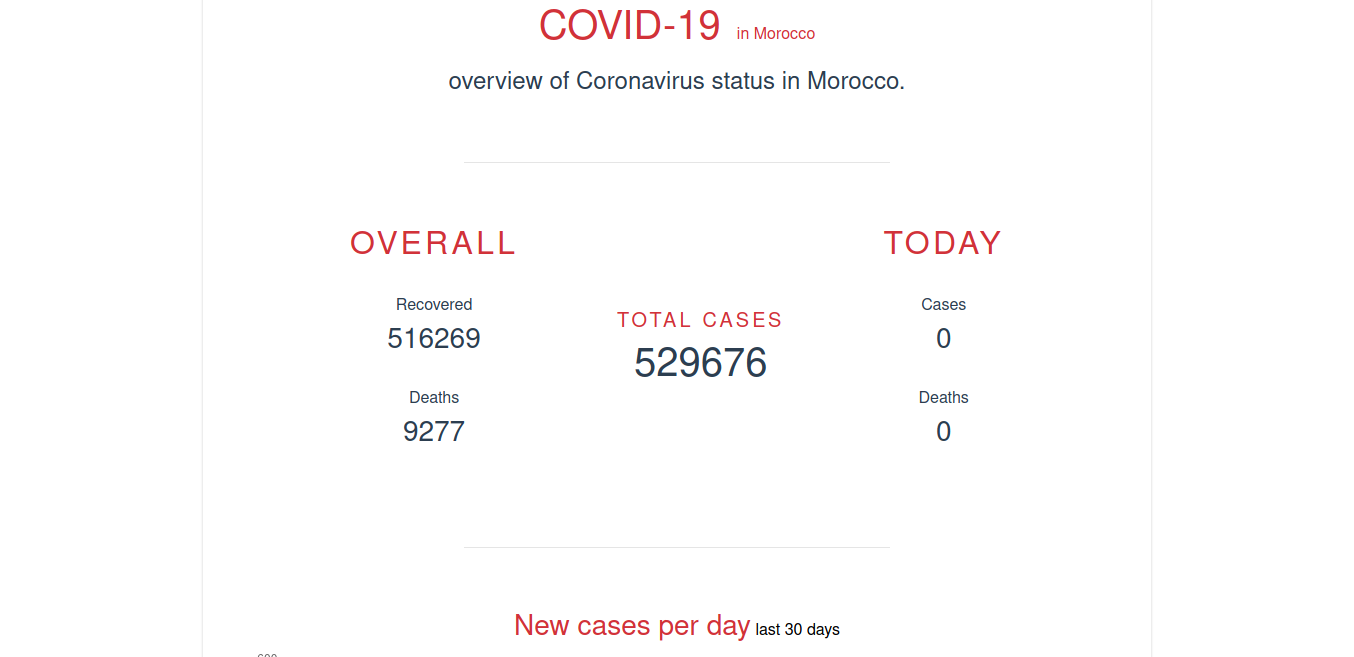 COVID-19 in Morocco
overview of Coronavirus status in Morocco.
OVERALL
Recovered
516269
Deaths
9277
TOTAL CASES
529676
TODAY
Cases
0
Deaths
0
New cases per day last 30 days